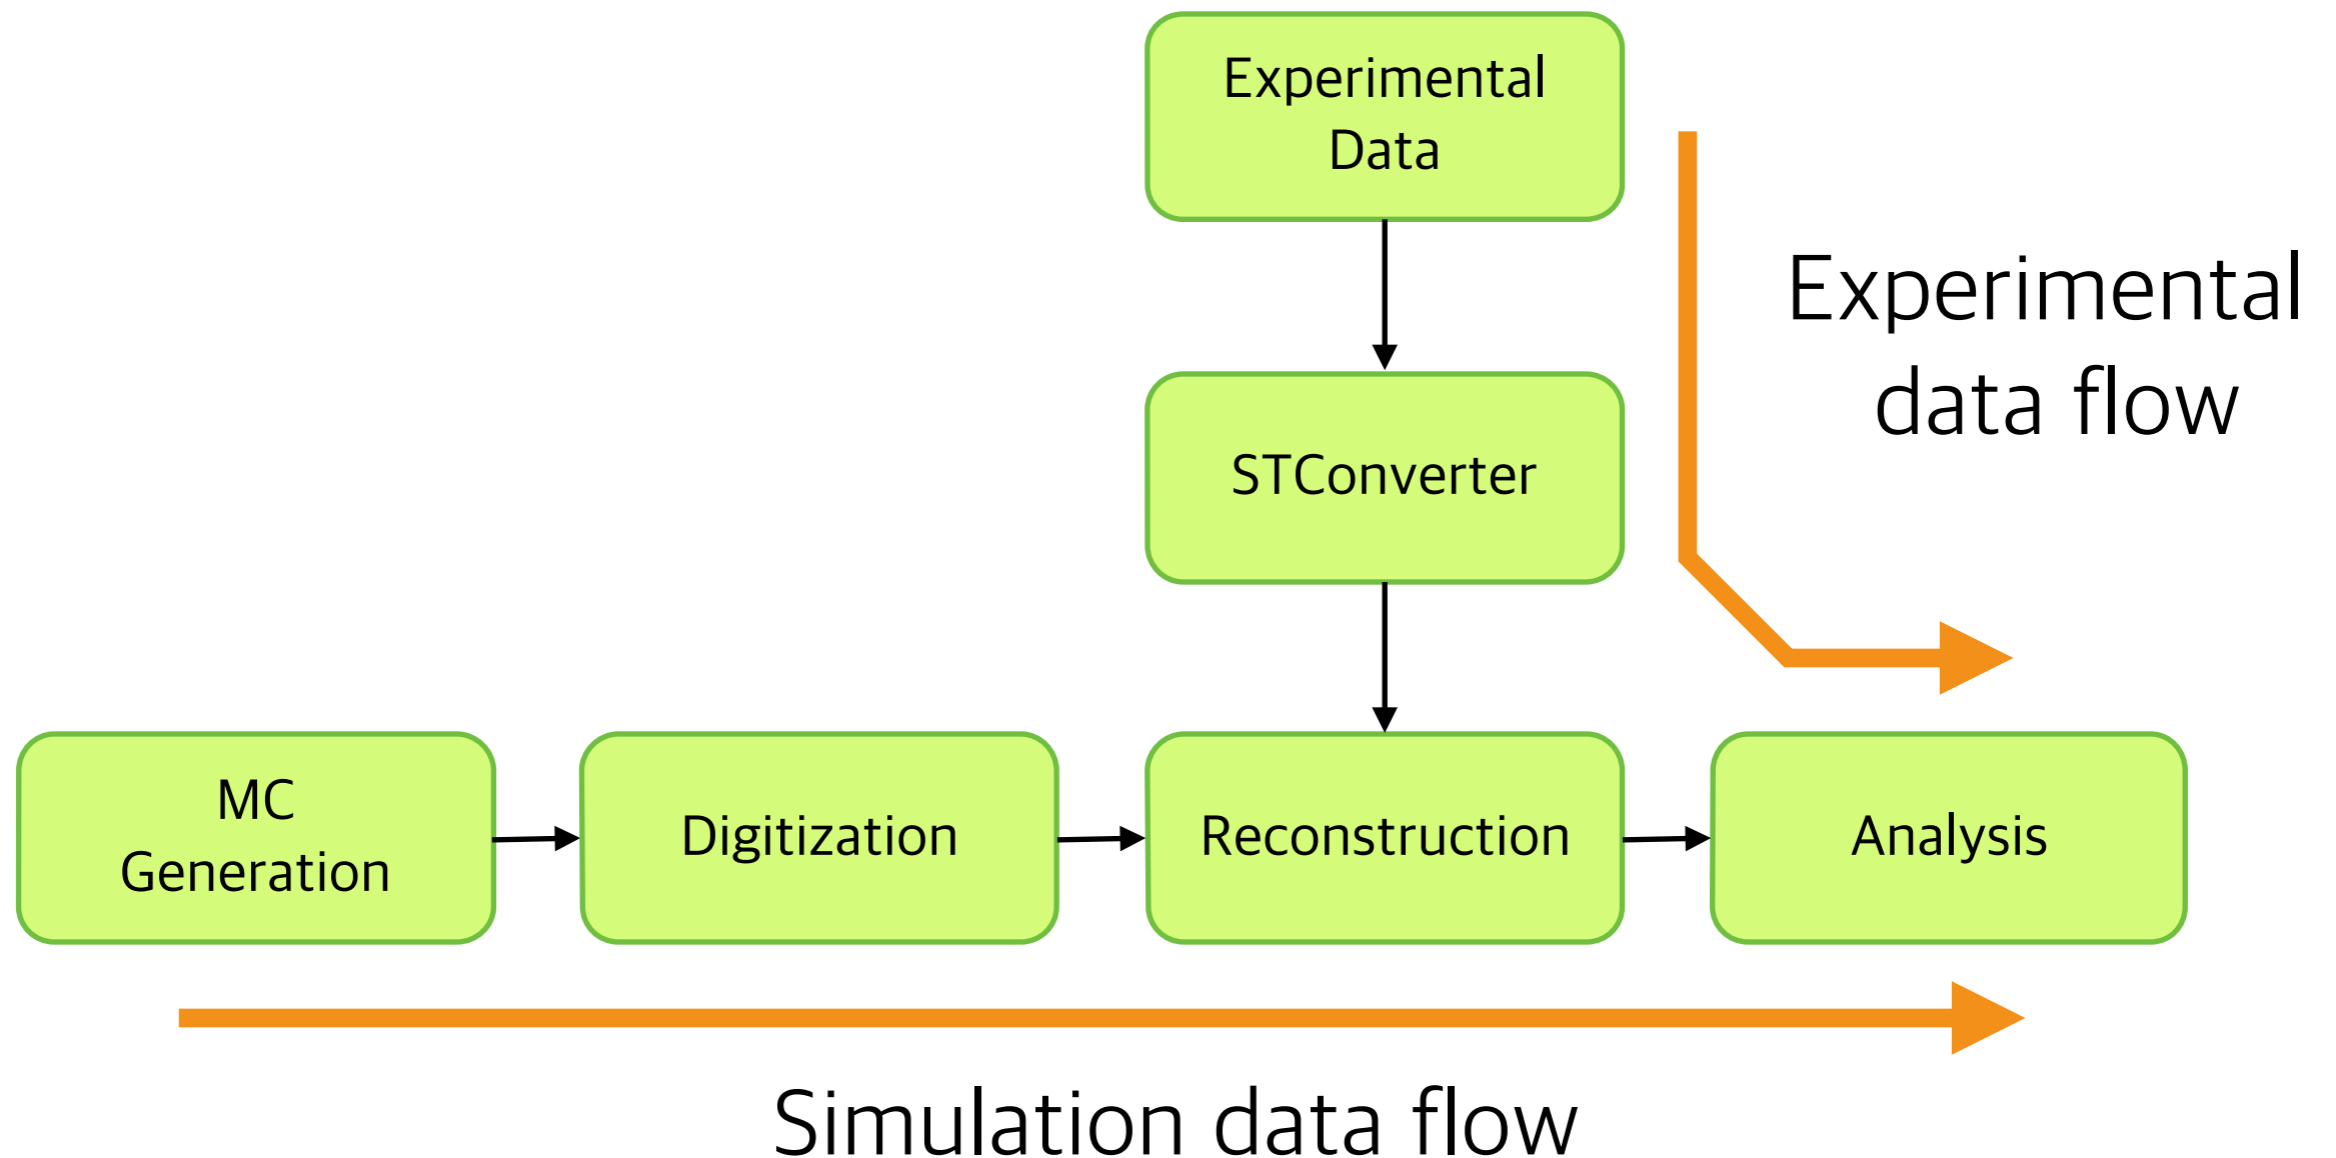 Experimental
Data
Experimental
data flow
STConverter
MC
Generation
Digitization
Reconstruction
Analysis
Simulation data flow